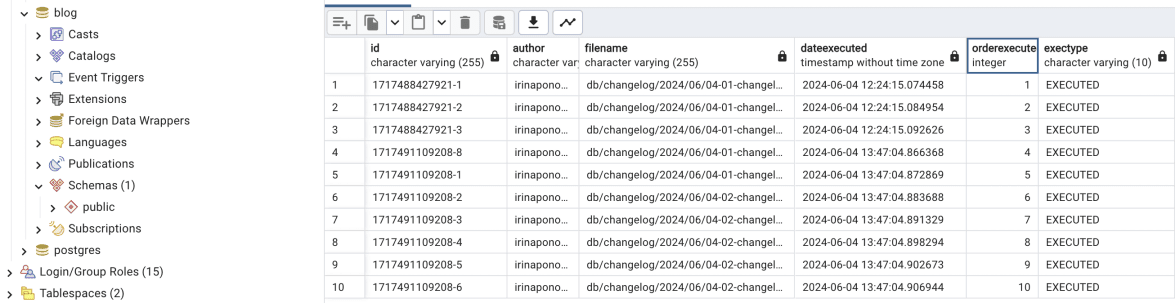 blog
Casts
Catalogs
Event Triggers
Extensions
Foreign Data Wrappers
Languages
Publications
Schemas (1)
public
Subscriptions
postgres
Login/Group Roles (15)
Tablespaces (2)
id author filename dateexecuted orderexecute exectype
character varying (255) character var character varying (255) timestamp without time zone integer character varying (10)
1 1717488427921-1 irinapono... db/changelog/2024/06/04-01-changel... 2024-06-04 12:24:15.074458 1 EXECUTED
2 1717488427921-2 irinapono... db/changelog/2024/06/04-01-changel... 2024-06-04 12:24:15.084954 2 EXECUTED
3 1717488427921-3 irinapono... db/changelog/2024/06/04-01-changel... 2024-06-04 12:24:15.092626 3 EXECUTED
4 1717491109208-8 irinapono... db/changelog/2024/06/04-01-changel... 2024-06-04 13:47:04.866368 4 EXECUTED
5 1717491109208-1 irinapono... db/changelog/2024/06/04-01-changel... 2024-06-04 13:47:04.872869 5 EXECUTED
6 1717491109208-2 irinapono... db/changelog/2024/06/04-02-changel... 2024-06-04 13:47:04.883688 6 EXECUTED
7 1717491109208-3 irinapono... db/changelog/2024/06/04-02-changel... 2024-06-04 13:47:04.891329 7 EXECUTED
8 1717491109208-4 irinapono... db/changelog/2024/06/04-02-changel... 2024-06-04 13:47:04.898294 8 EXECUTED
9 1717491109208-5 irinapono... db/changelog/2024/06/04-02-changel... 2024-06-04 13:47:04.902673 9 EXECUTED
10 1717491109208-6 irinapono... db/changelog/2024/06/04-02-changel... 2024-06-04 13:47:04.906944 10 EXECUTED